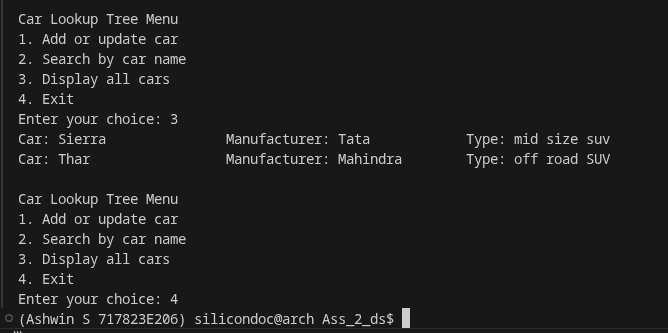 Car Lookup Tree Menu
1. Add or update car
2. Search by car name
3. Display all cars
4. Exit
Enter your choice: 3
Car: Sierra               Manufacturer: Tata            Type: mid size suv
Car: Thar                 Manufacturer: Mahindra        Type: off road SUV

Car Lookup Tree Menu
1. Add or update car
2. Search by car name
3. Display all cars
4. Exit
Enter your choice: 4
(Ashwin S 717823E206) silicondoc@arch Ass_2_ds$